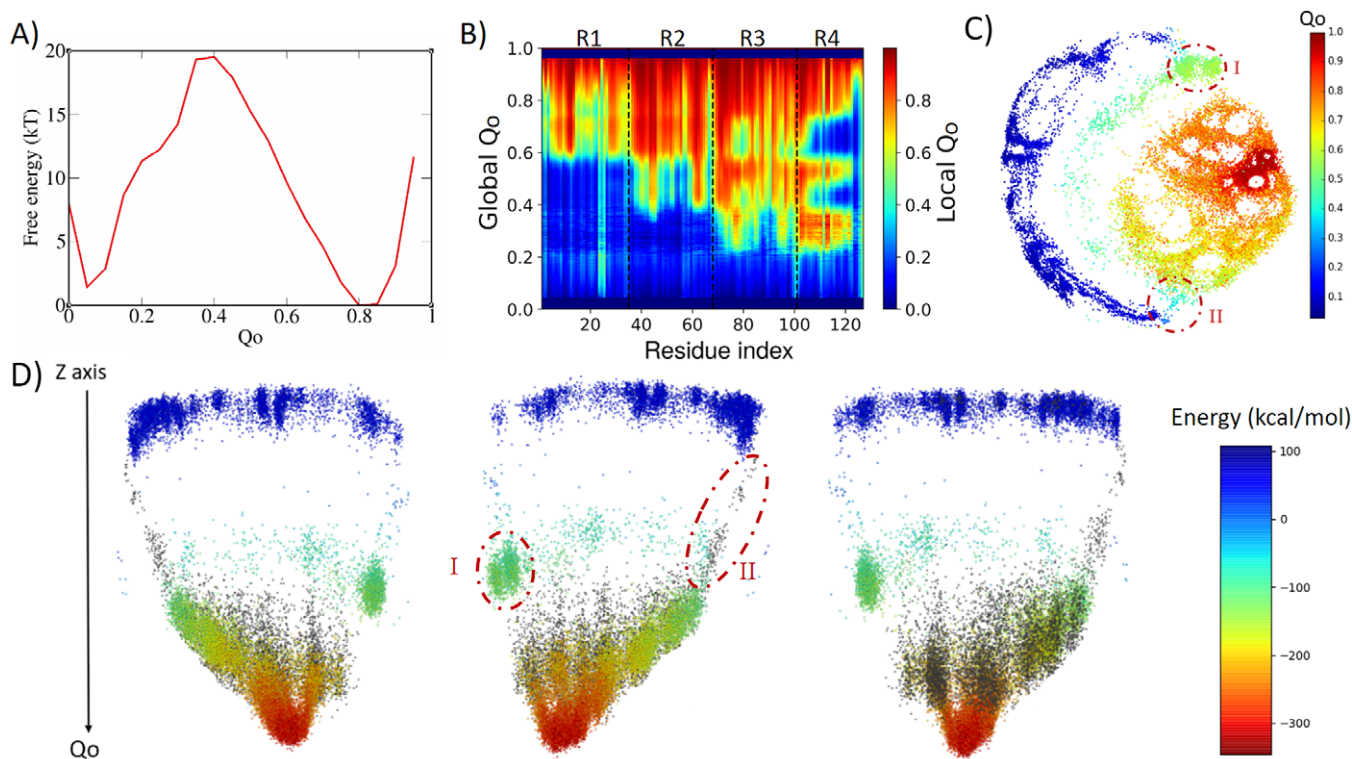 A)
Free energy (kT)
20
15
10
5
0
0 0.2 0.4 0.6 0.8 1
Qo
B)
R1 R2 R3 R4
Global Qo
1.0
0.8
0.6
0.4
0.2
0.0
20 40 60 80 100 120
Residue index
0.8
0.6
0.4
0.2
0.0
Local Qo
C)
I
II
Qo
1.0
0.9
0.8
0.7
0.6
0.5
0.4
0.3
0.2
0.1
D)
Z axis
Qo
I
II
Energy (kcal/mol)
100
0
−100
−200
−300